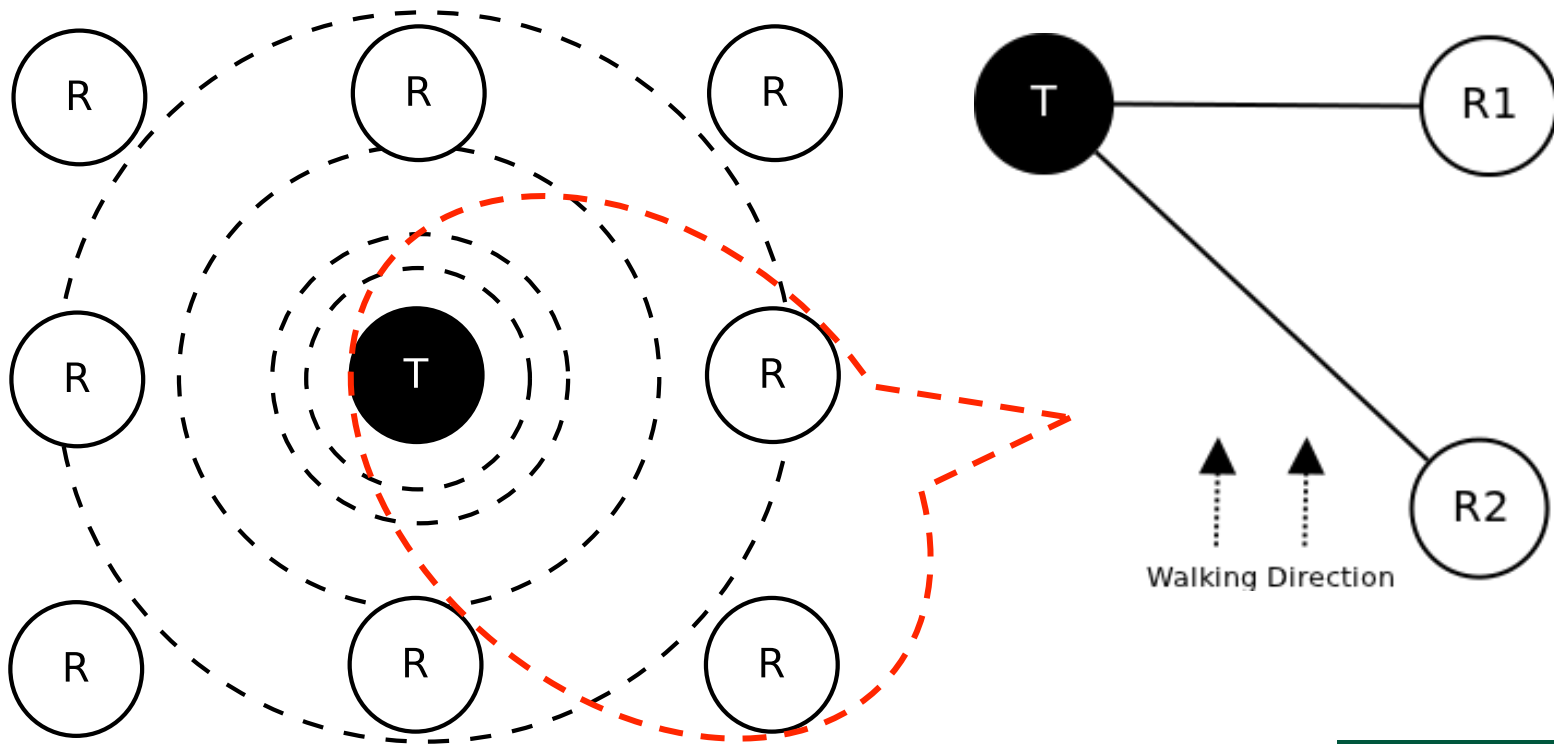 R R R
T R1
R T R
R2
Walking Direction
R R R